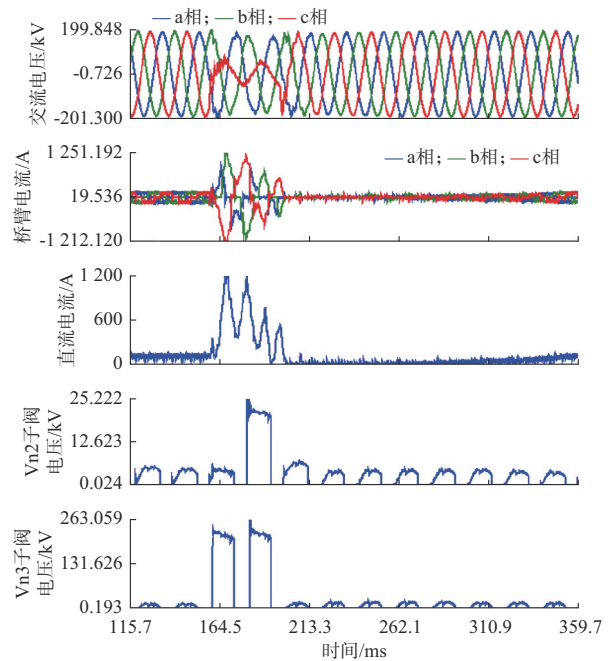 a相; b相; c相
199.848
-0.726
-201.300
交流电压/kV
1 251.192
19.536
-1 212.120
桥臂电流/A
a相; b相; c相
1 200
600
0
直流电流/A
25.222
12.623
0.024
Vn2子阀
电压/kV
263.059
131.626
0.193
Vn3子阀
电压/kV
115.7 164.5 213.3 262.1 310.9 359.7
时间/ms